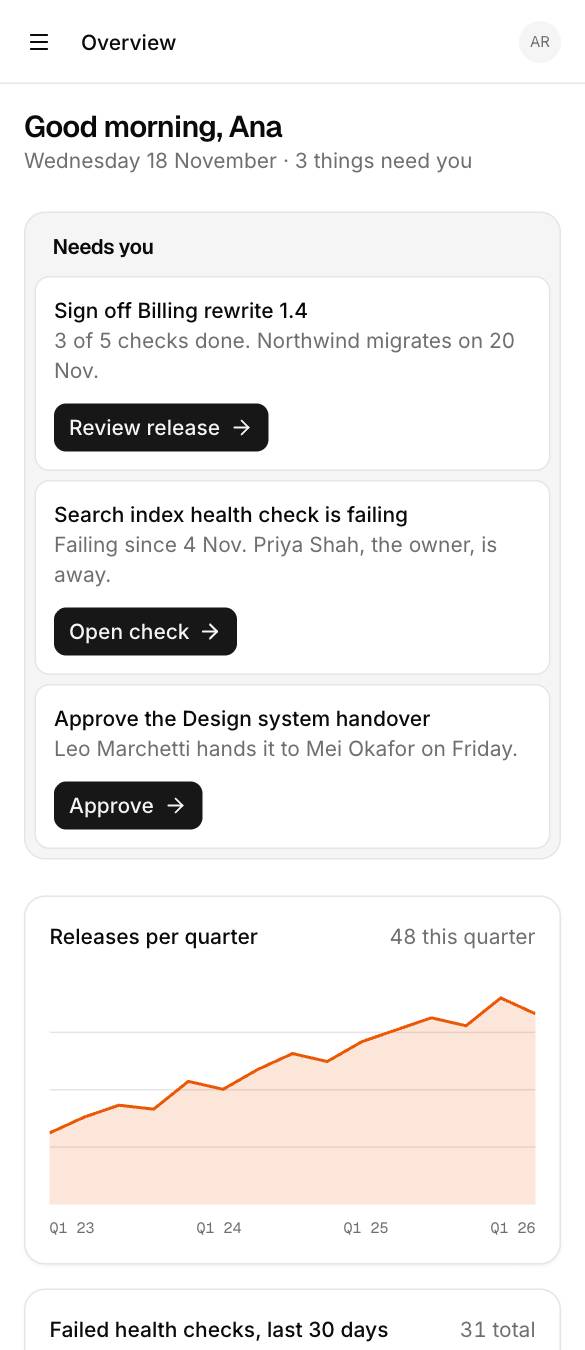 Overview
AR
Good morning, Ana
Wednesday 18 November · 3 things need you
Needs you
Sign off Billing rewrite 1.4
3 of 5 checks done. Northwind migrates on 20
Nov.
Review release →
Search index health check is failing
Failing since 4 Nov. Priya Shah, the owner, is
away.
Open check →
Approve the Design system handover
Leo Marchetti hands it to Mei Okafor on Friday.
Approve →
Releases per quarter
48 this quarter
Q1 23
Q1 24
Q1 25
Q1 26
Failed health checks, last 30 days
31 total